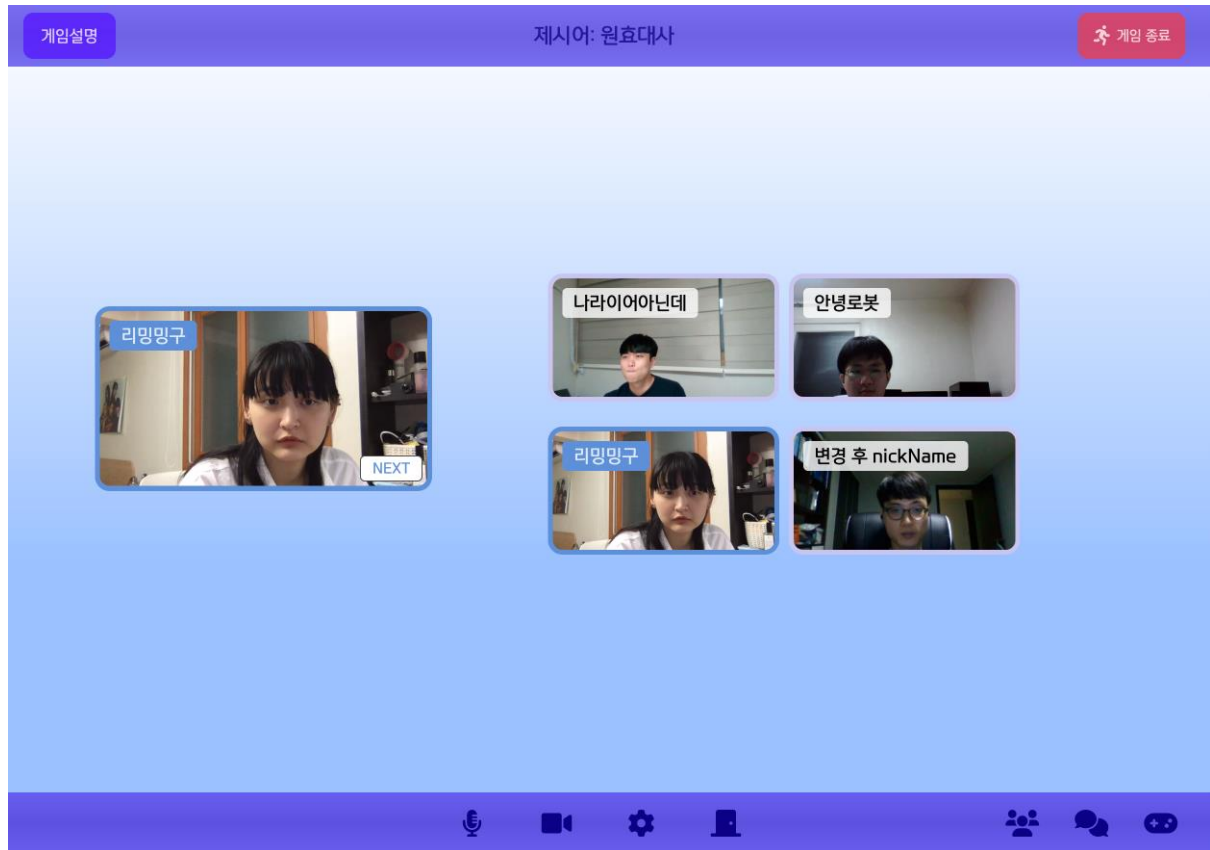 게임설명
제시어: 원효대사
게임 종료
리밍밍구
NEXT
나라이어아닌데
안녕로봇
리밍밍구
변경 후 nickName